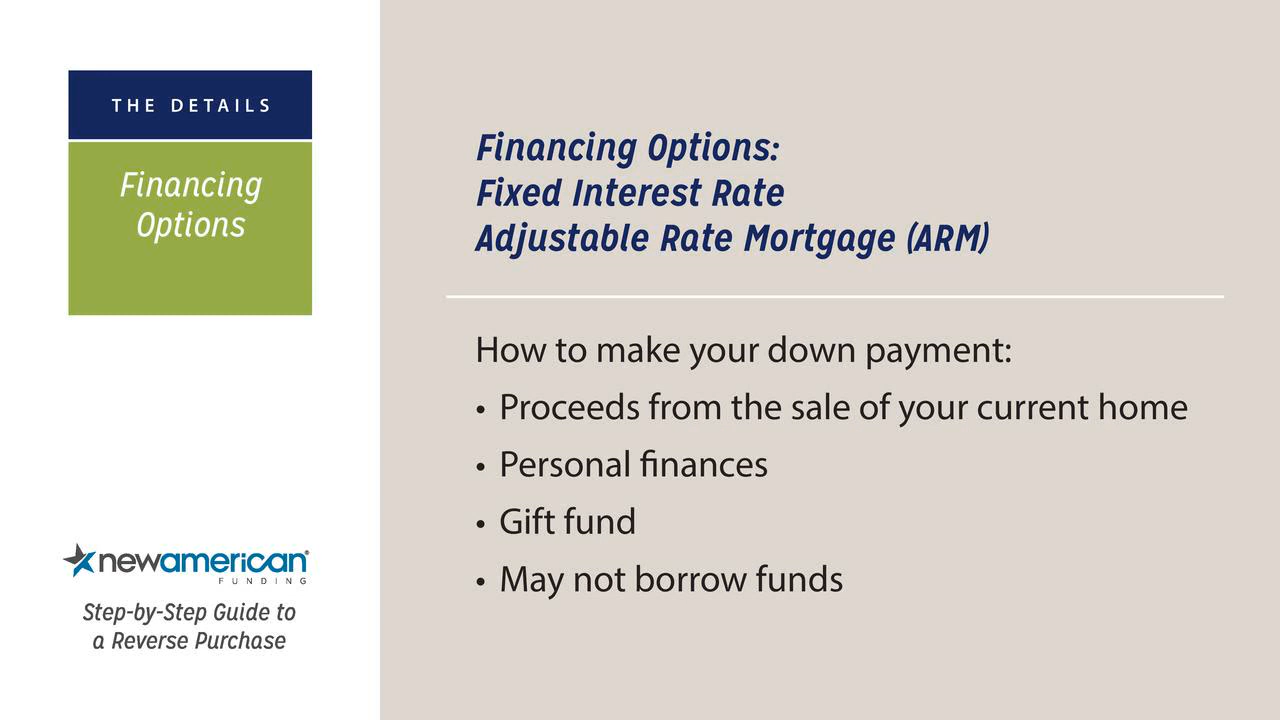 THE DETAILS
Financing
Options
Financing Options:
Fixed Interest Rate
Adjustable Rate Mortgage (ARM)
How to make your down payment:
• Proceeds from the sale of your current home
• Personal finances
• Gift fund
• May not borrow funds
newamerican®
FUNDING
Step-by-Step Guide to
a Reverse Purchase